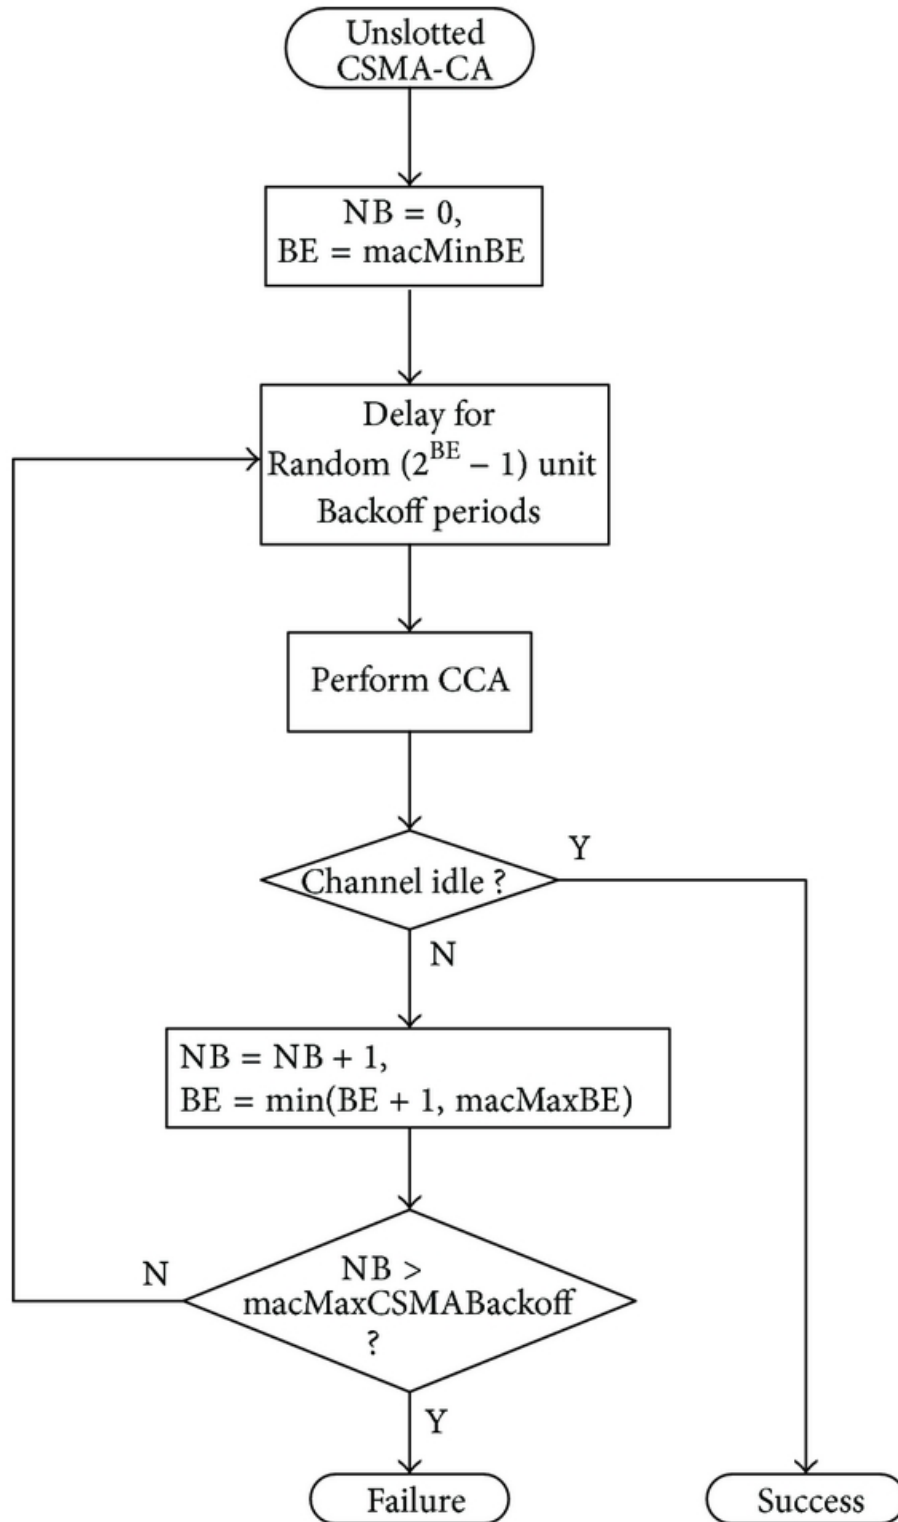 Unslotted
CSMA-CA
NB = 0,
BE = macMinBE
Delay for
Random (2^BE − 1) unit
Backoff periods
Perform CCA
Channel idle ?
Y
N
NB = NB + 1,
BE = min(BE + 1, macMaxBE)
NB >
macMaxCSMABackoff
?
N
Y
Failure
Success